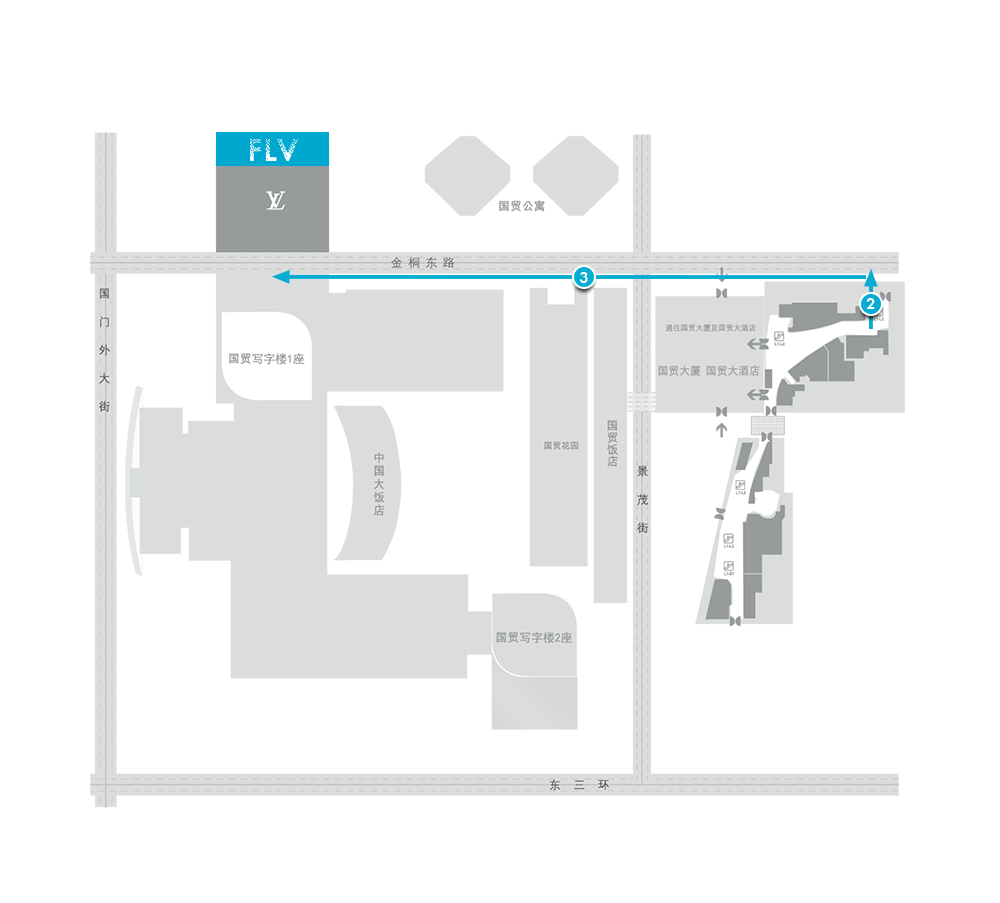 FLV
LV
国贸公寓
金桐东路
3
国门外大街
2
通往国贸大厦及国贸大酒店
国贸写字楼1座
国贸大厦 国贸大酒店
中国大饭店
国贸花园
国贸饭店
景茂街
国贸写字楼2座
东三环